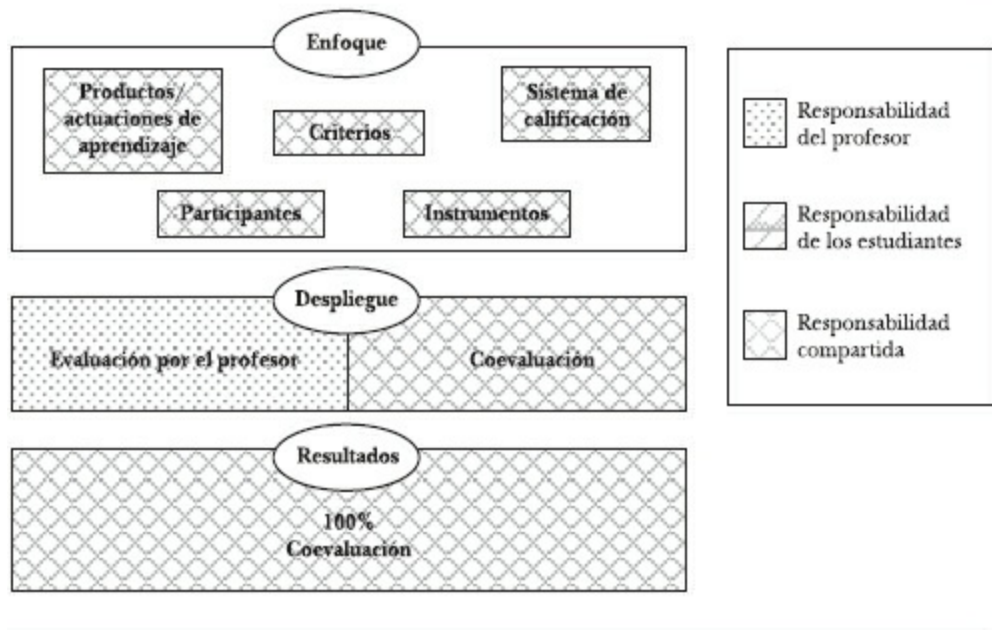 Enfoque
Productos/
actuaciones de
aprendizaje
Criterios
Sistema de
calificación
Participantes
Instrumentos
Despliegue
Evaluación por el profesor
Coevaluación
Resultados
100%
Coevaluación
Responsabilidad
del profesor
Responsabilidad
de los estudiantes
Responsabilidad
compartida